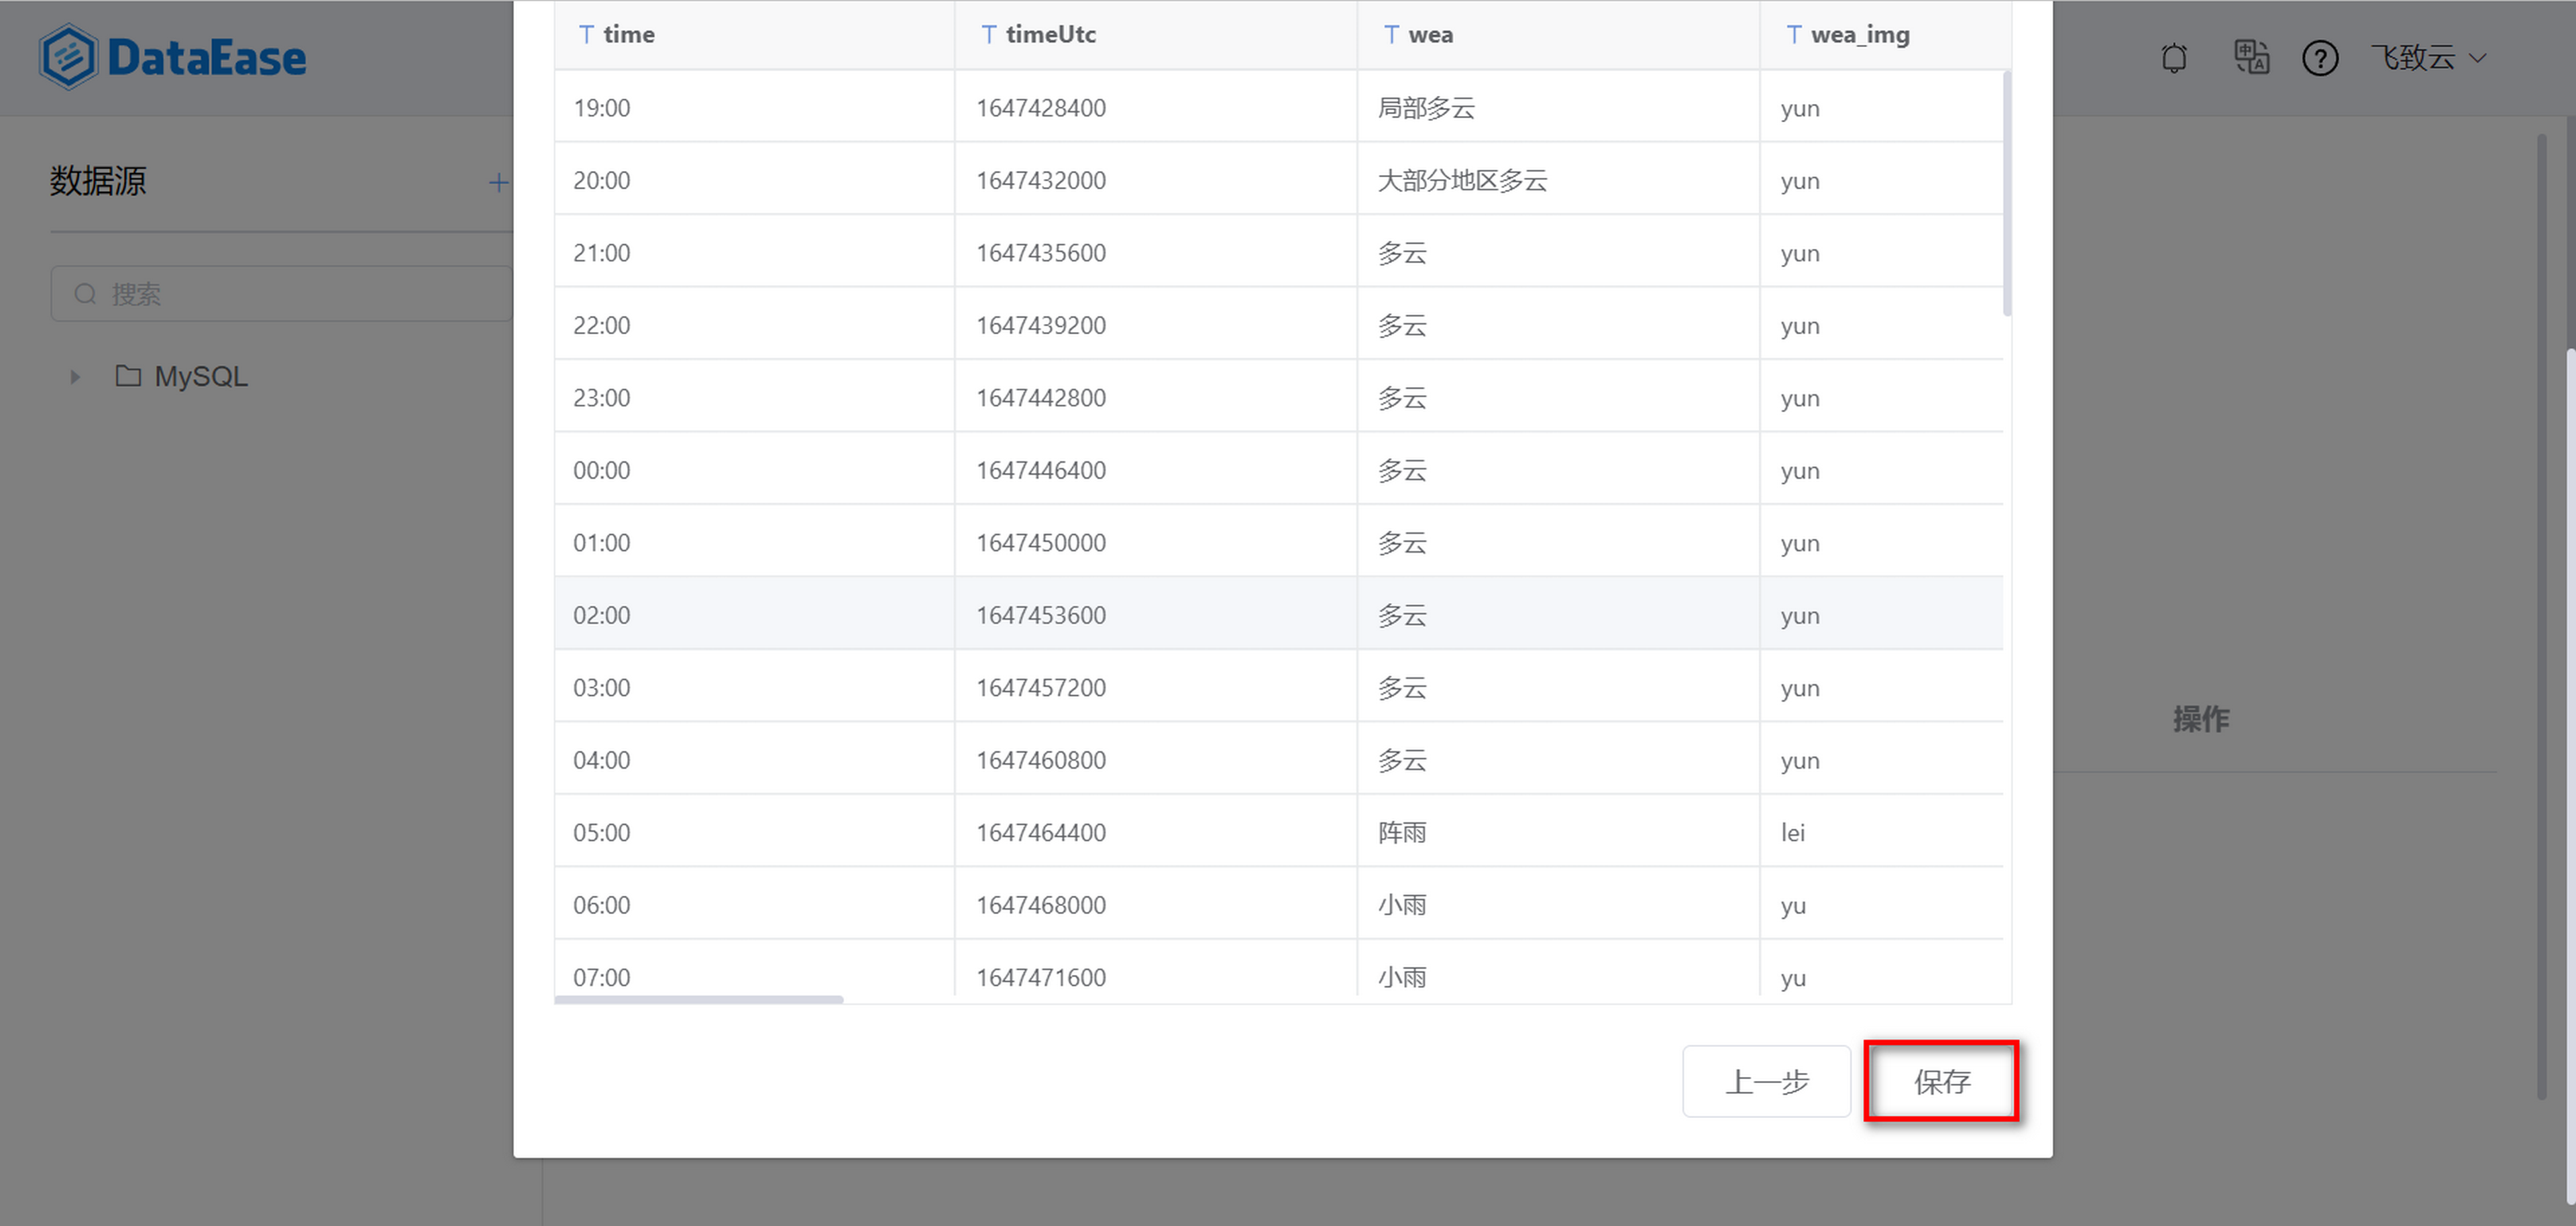 DataEase
飞致云
数据源
搜索
MySQL
time timeUtc wea wea_img
19:00 1647428400 局部多云 yun
20:00 1647432000 大部分地区多云 yun
21:00 1647435600 多云 yun
22:00 1647439200 多云 yun
23:00 1647442800 多云 yun
00:00 1647446400 多云 yun
01:00 1647450000 多云 yun
02:00 1647453600 多云 yun
03:00 1647457200 多云 yun
04:00 1647460800 多云 yun
05:00 1647464400 阵雨 lei
06:00 1647468000 小雨 yu
07:00 1647471600 小雨 yu
操作
上一步 保存